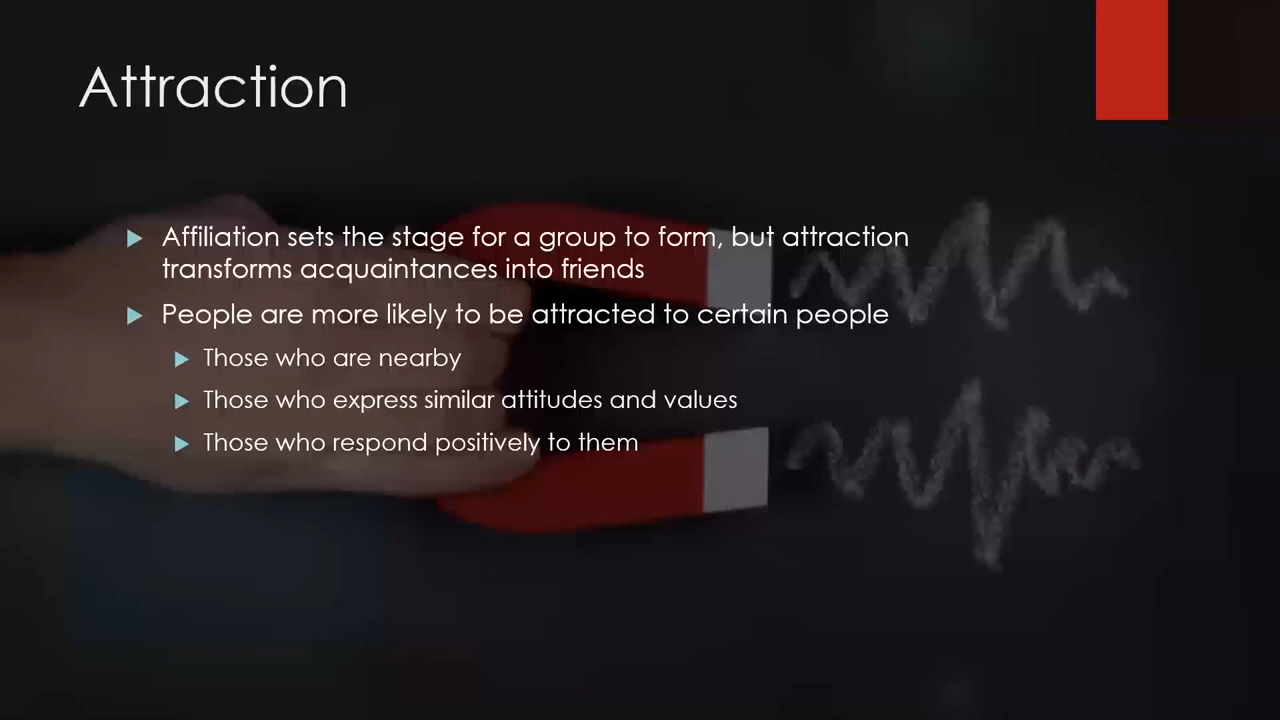 Attraction
Affiliation sets the stage for a group to form, but attraction
transforms acquaintances into friends
People are more likely to be attracted to certain people
Those who are nearby
Those who express similar attitudes and values
Those who respond positively to them